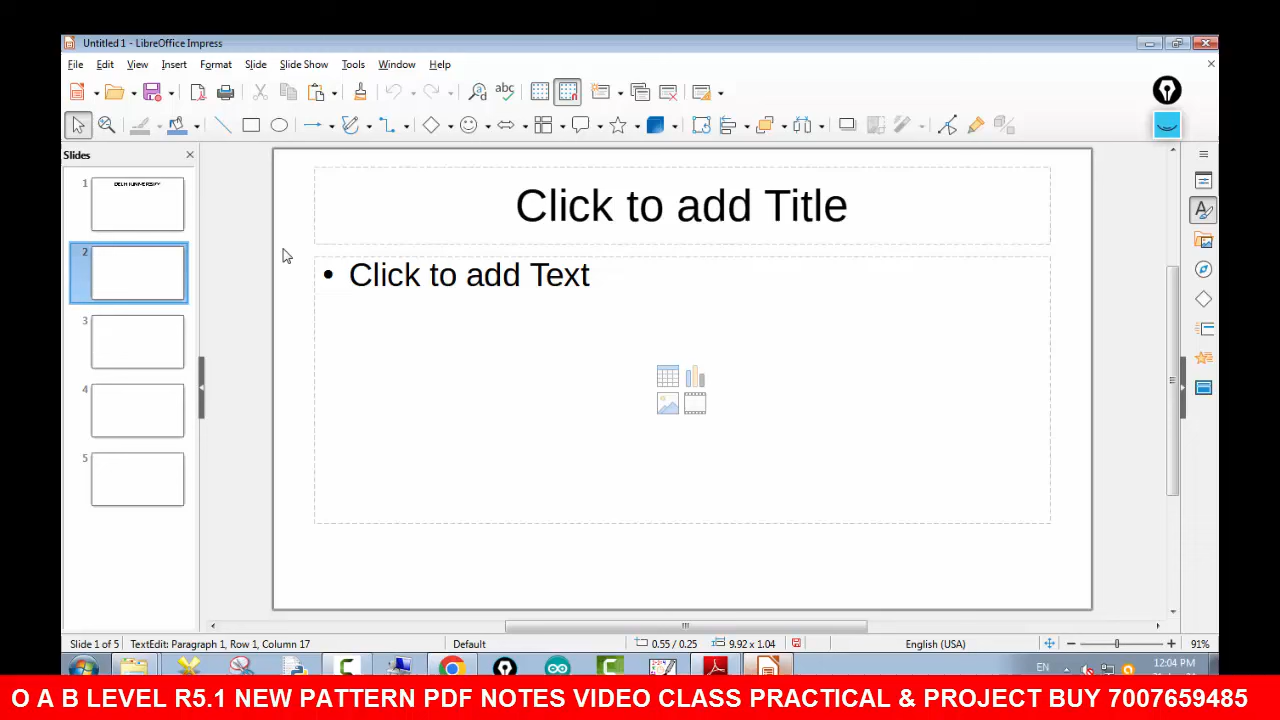 Untitled 1 - LibreOffice Impress
File Edit View Insert Format Slide Slide Show Tools Window Help
abc
Slides
1
DELHI UNIVERSITY
2
3
4
5
Click to add Title
• Click to add Text
Slide 1 of 5 TextEdit: Paragraph 1, Row 1, Column 17 Default 0.55 / 0.25 9.92 x 1.04 English (USA) 91%
EN 12:04 PM
O A B LEVEL R5.1 NEW PATTERN PDF NOTES VIDEO CLASS PRACTICAL & PROJECT BUY 7007659485